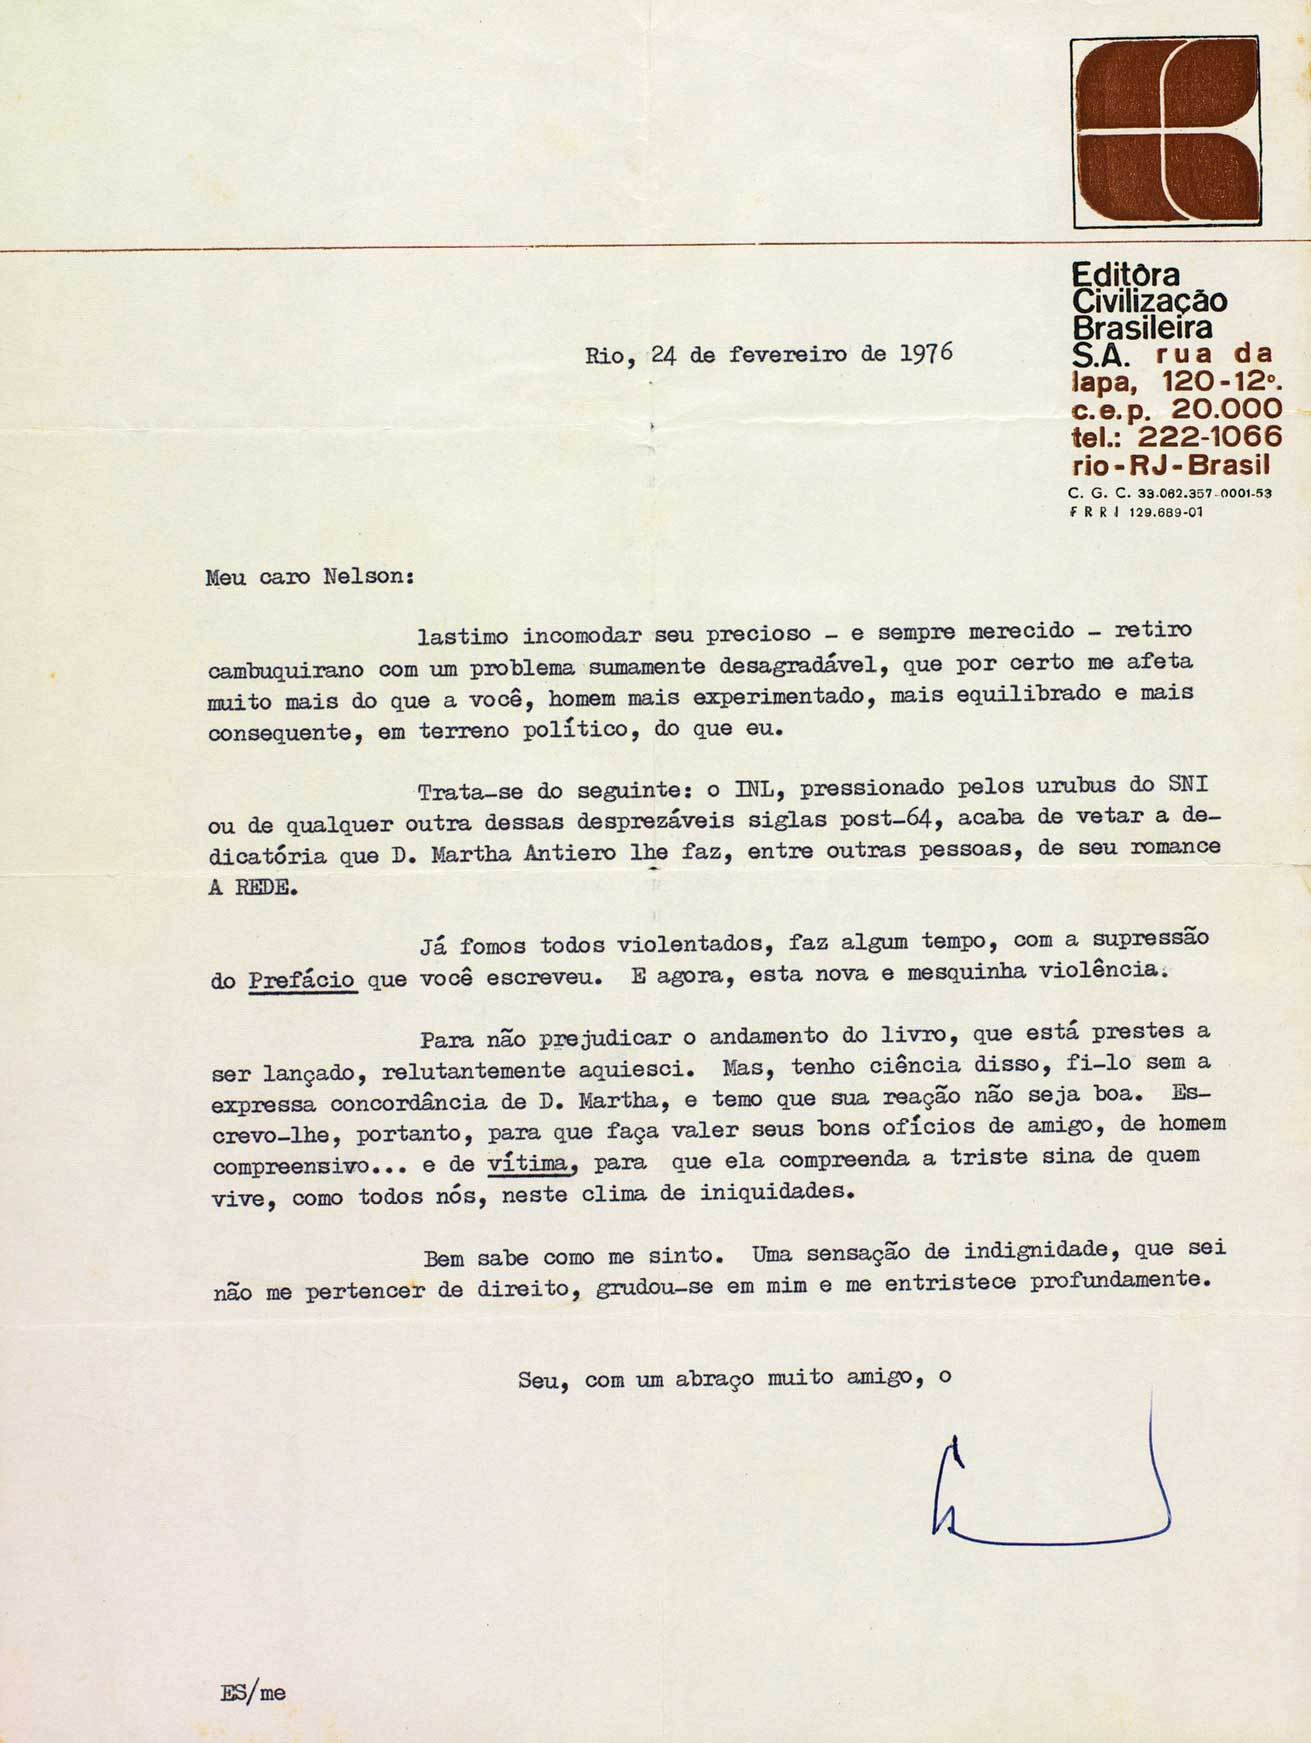 Editôra
Civilização
Brasileira
S.A. rua da
lapa, 120-12º.
c.e.p. 20.000
tel.: 222-1066
rio-RJ-Brasil
C. G. C. 33.062.357-0001-53
F R R I 129.689-01
Rio, 24 de fevereiro de 1976
Meu caro Nelson:
lastimo incomodar seu precioso - e sempre merecido - retiro
cambuquirano com um problema sumamente desagradável, que por certo me afeta
muito mais do que a você, homem mais experimentado, mais equilibrado e mais
consequente, em terreno político, do que eu.
Trata-se do seguinte: o INL, pressionado pelos urubus do SNI
ou de qualquer outra dessas desprezáveis siglas post-64, acaba de vetar a de-
dicatória que D. Martha Antiero lhe faz, entre outras pessoas, de seu romance
A REDE.
Já fomos todos violentados, faz algum tempo, com a supressão
do Prefácio que você escreveu. E agora, esta nova e mesquinha violência.
Para não prejudicar o andamento do livro, que está prestes a
ser lançado, relutantemente aquiesci. Mas, tenho ciência disso, fi-lo sem a
expressa concordância de D. Martha, e temo que sua reação não seja boa. Es-
crevo-lhe, portanto, para que faça valer seus bons ofícios de amigo, de homem
compreensivo... e de vítima, para que ela compreenda a triste sina de quem
vive, como todos nós, neste clima de iniquidades.
Bem sabe como me sinto. Uma sensação de indignidade, que sei
não me pertencer de direito, grudou-se em mim e me entristece profundamente.
Seu, com um abraço muito amigo, o
ES/me